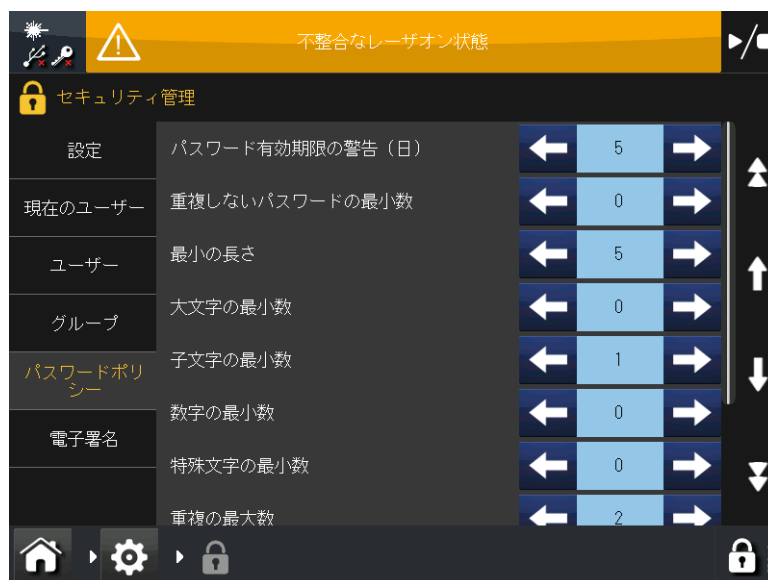 不整合なレーザオン状態
セキュリティ管理
設定
現在のユーザー
ユーザー
グループ
パスワードポリ
シー
電子署名
パスワード有効期限の警告（日）
5
重複しないパスワードの最小数
0
最小の長さ
5
大文字の最小数
0
子文字の最小数
1
数字の最小数
0
特殊文字の最小数
0
重複の最大数
2